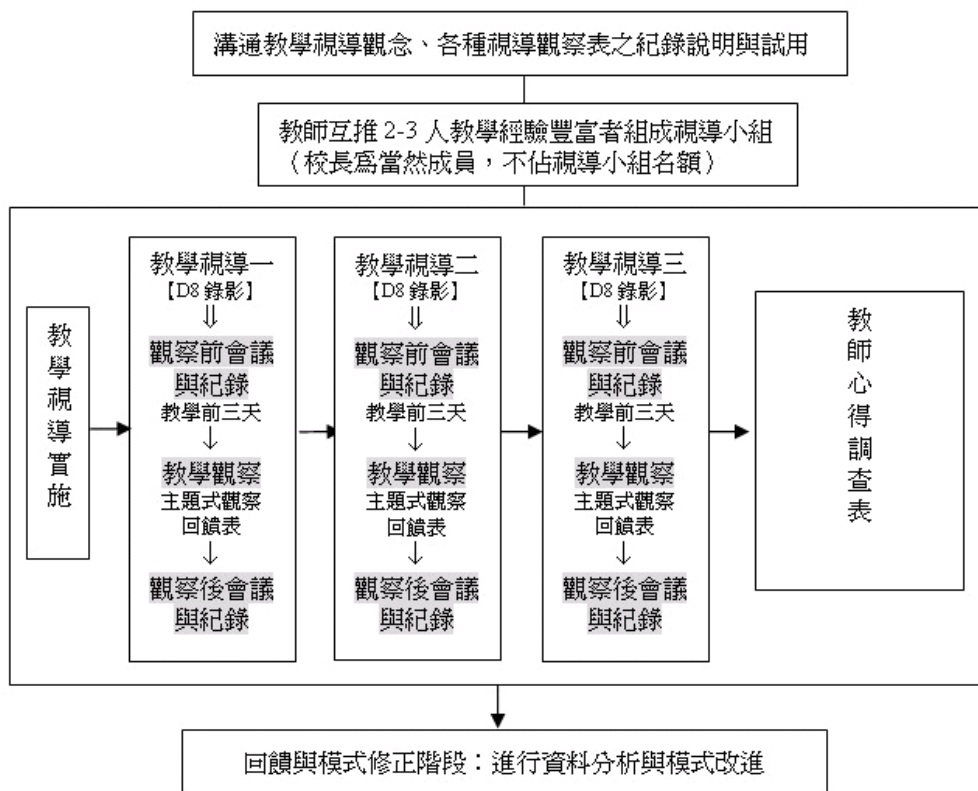 溝通教學視導觀念、各種視導觀察表之紀錄說明與試用
教師互推 2-3 人教學經驗豐富者組成視導小組
（校長為當然成員，不佔視導小組名額）
教學視導實施
教學視導一
【D8 錄影】
⇓
觀察前會議
與紀錄
教學前三天
↓
教學觀察
主題式觀察
回饋表
↓
觀察後會議
與紀錄
教學視導二
【D8 錄影】
⇓
觀察前會議
與紀錄
教學前三天
↓
教學觀察
主題式觀察
回饋表
↓
觀察後會議
與紀錄
教學視導三
【D8 錄影】
⇓
觀察前會議
與紀錄
教學前三天
↓
教學觀察
主題式觀察
回饋表
↓
觀察後會議
與紀錄
教師心得調查表
回饋與模式修正階段：進行資料分析與模式改進